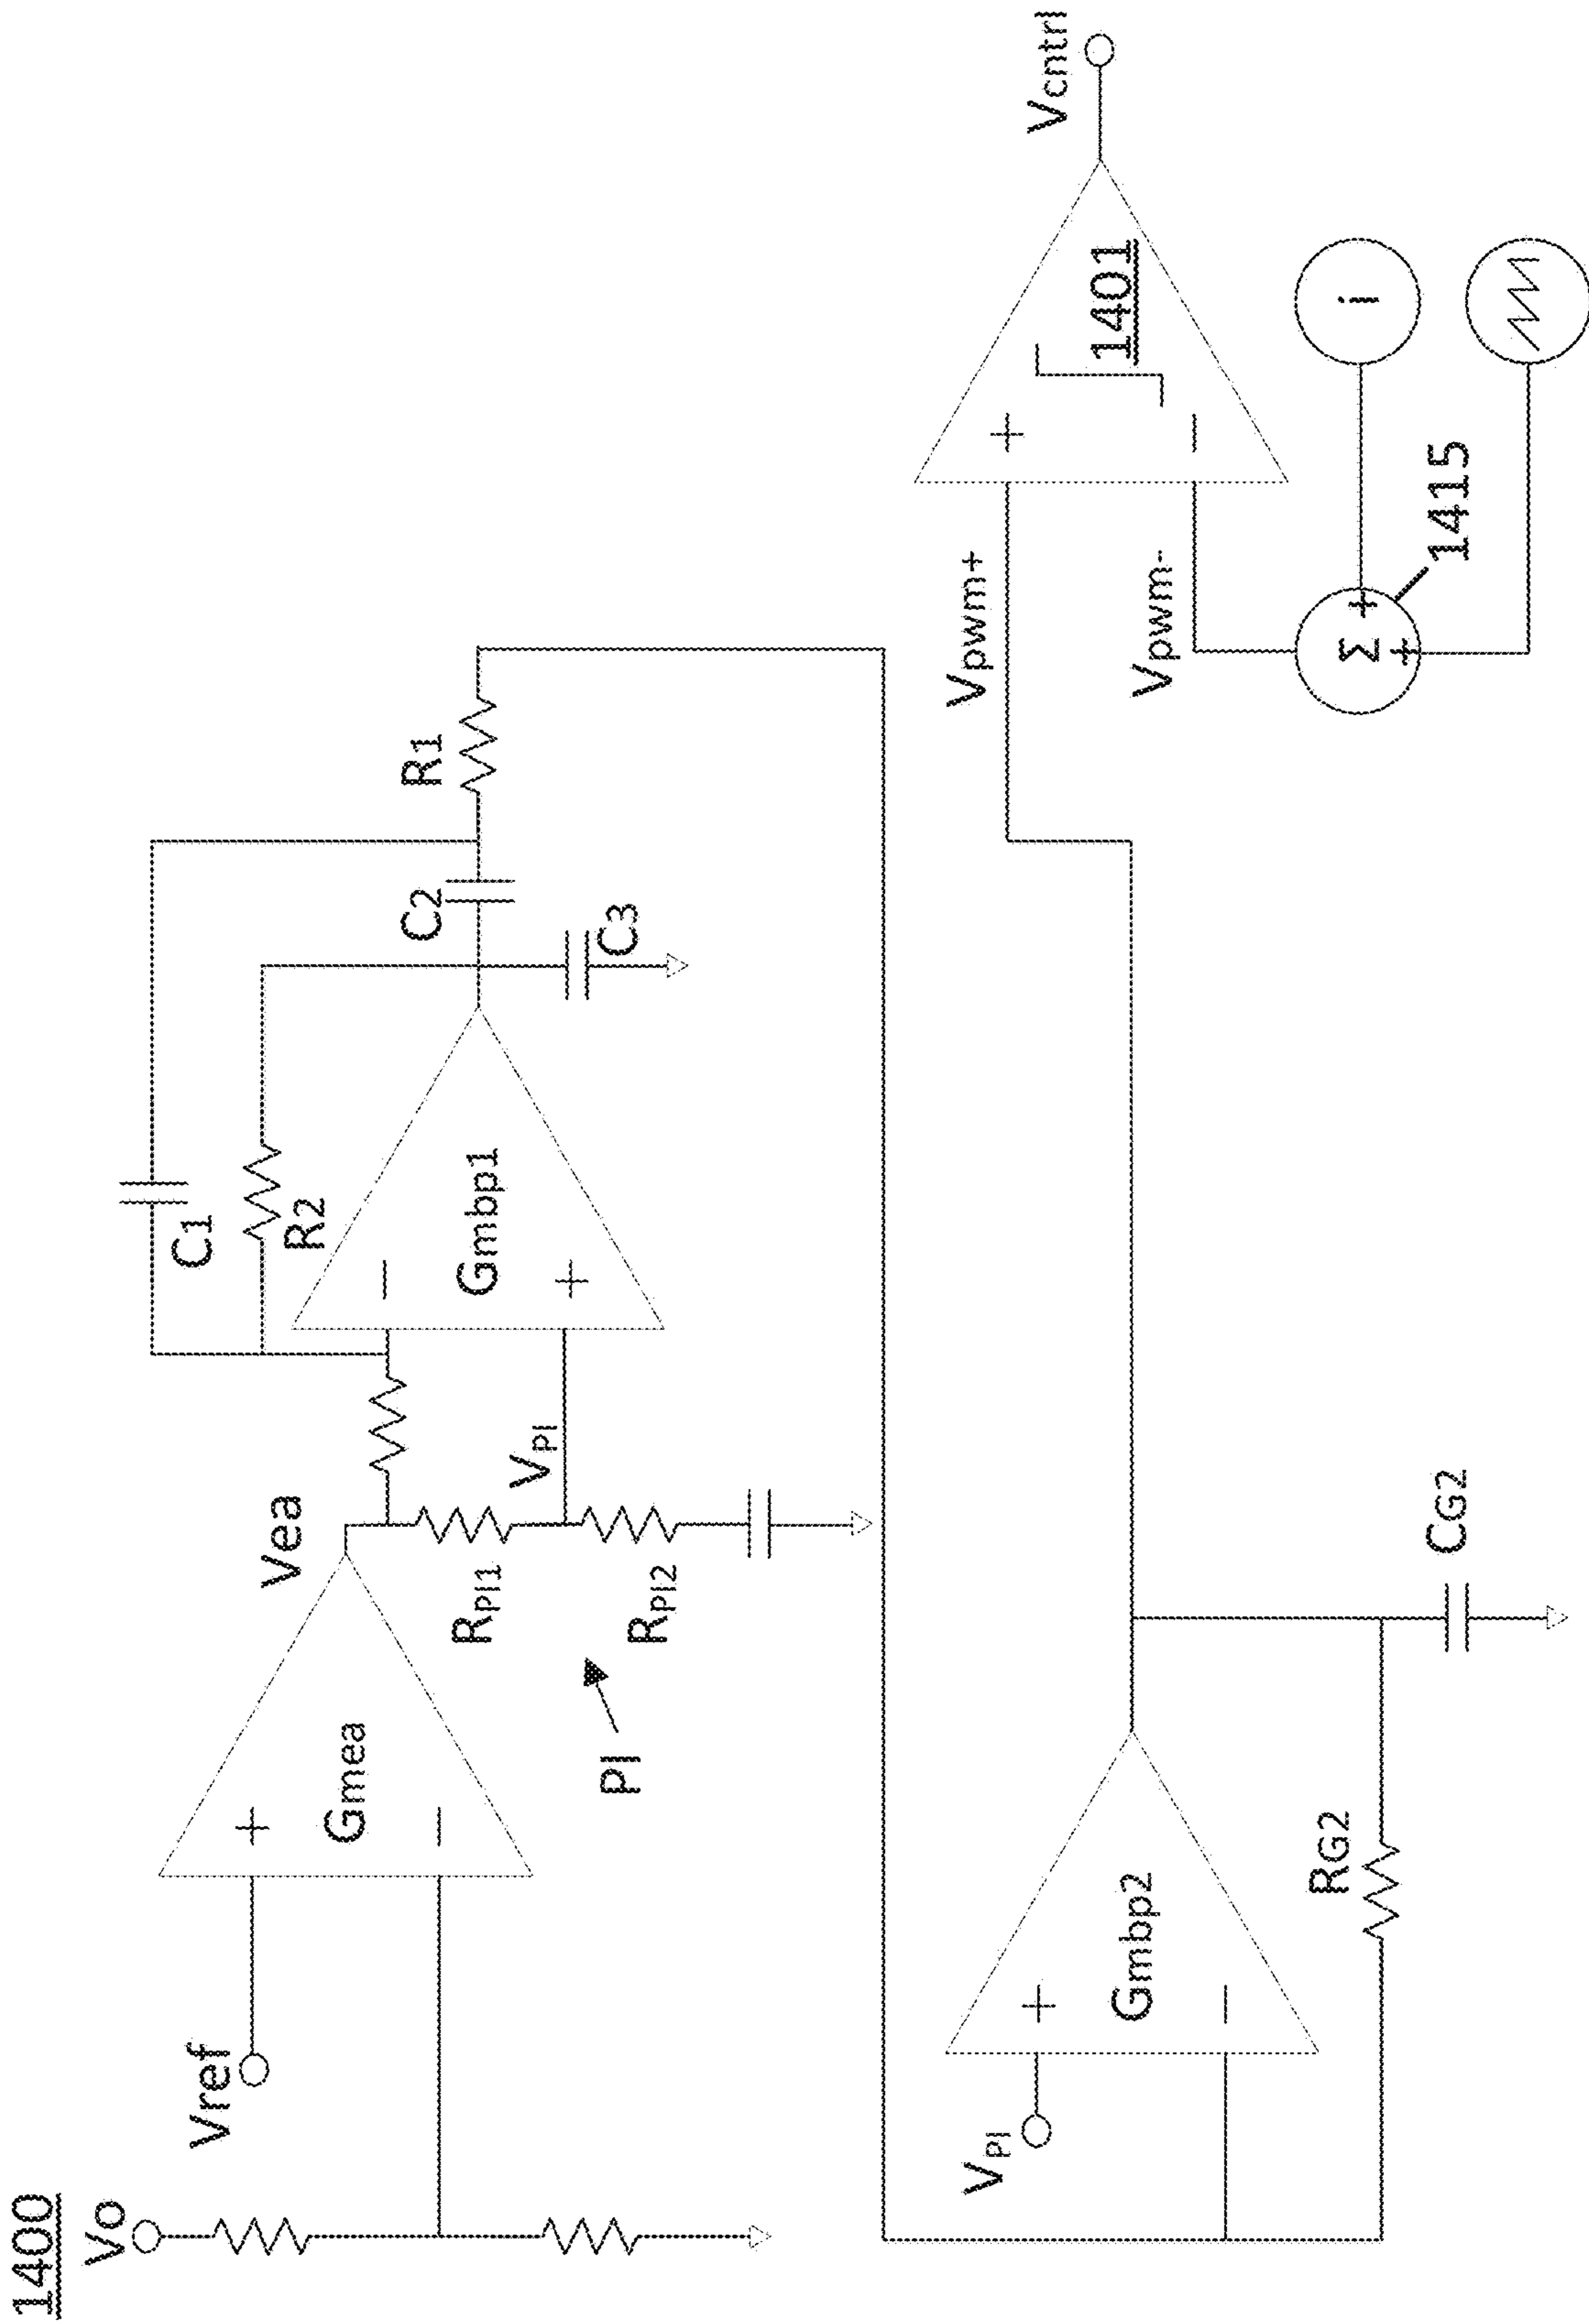 1400
Vo
Vref
+
Gmea
−
Vea
RPI1
RPI2
PI
VPI
−
Gmbp1
+
C1
R2
C2
C3
R1
VPI
+
Gmbp2
−
RG2
CG2
Vpwm+
Vpwm-
+
−
1401
Vcntrl
Σ
+
+
1415
i